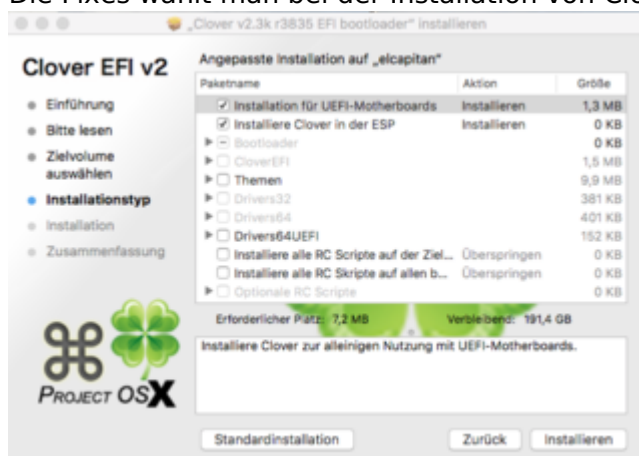 Die Fixes wählt man bei der Installation von Clo
„Clover v2.3k r3835 EFI bootloader“ installieren
Clover EFI v2
Einführung
Bitte lesen
Zielvolume
auswählen
Installationstyp
Installation
Zusammenfassung
PROJECT OSX
Angepasste Installation auf „elcapitan“
Paketname Aktion Größe
Installation für UEFI-Motherboards Installieren 1,3 MB
Installiere Clover in der ESP Installieren 0 KB
Bootloader 0 KB
CloverEFI 1,5 MB
Themen 9,9 MB
Drivers32 381 KB
Drivers64 401 KB
Drivers64UEFI 152 KB
Installiere alle RC Scripte auf der Ziel... Überspringen 0 KB
Installiere alle RC Skripte auf allen b... Überspringen 0 KB
Optionale RC Scripte 0 KB
Erforderlicher Platz: 7,2 MB Verbleibend: 191,4 GB
Installiere Clover zur alleinigen Nutzung mit UEFI-Motherboards.
Standardinstallation Zurück Installieren